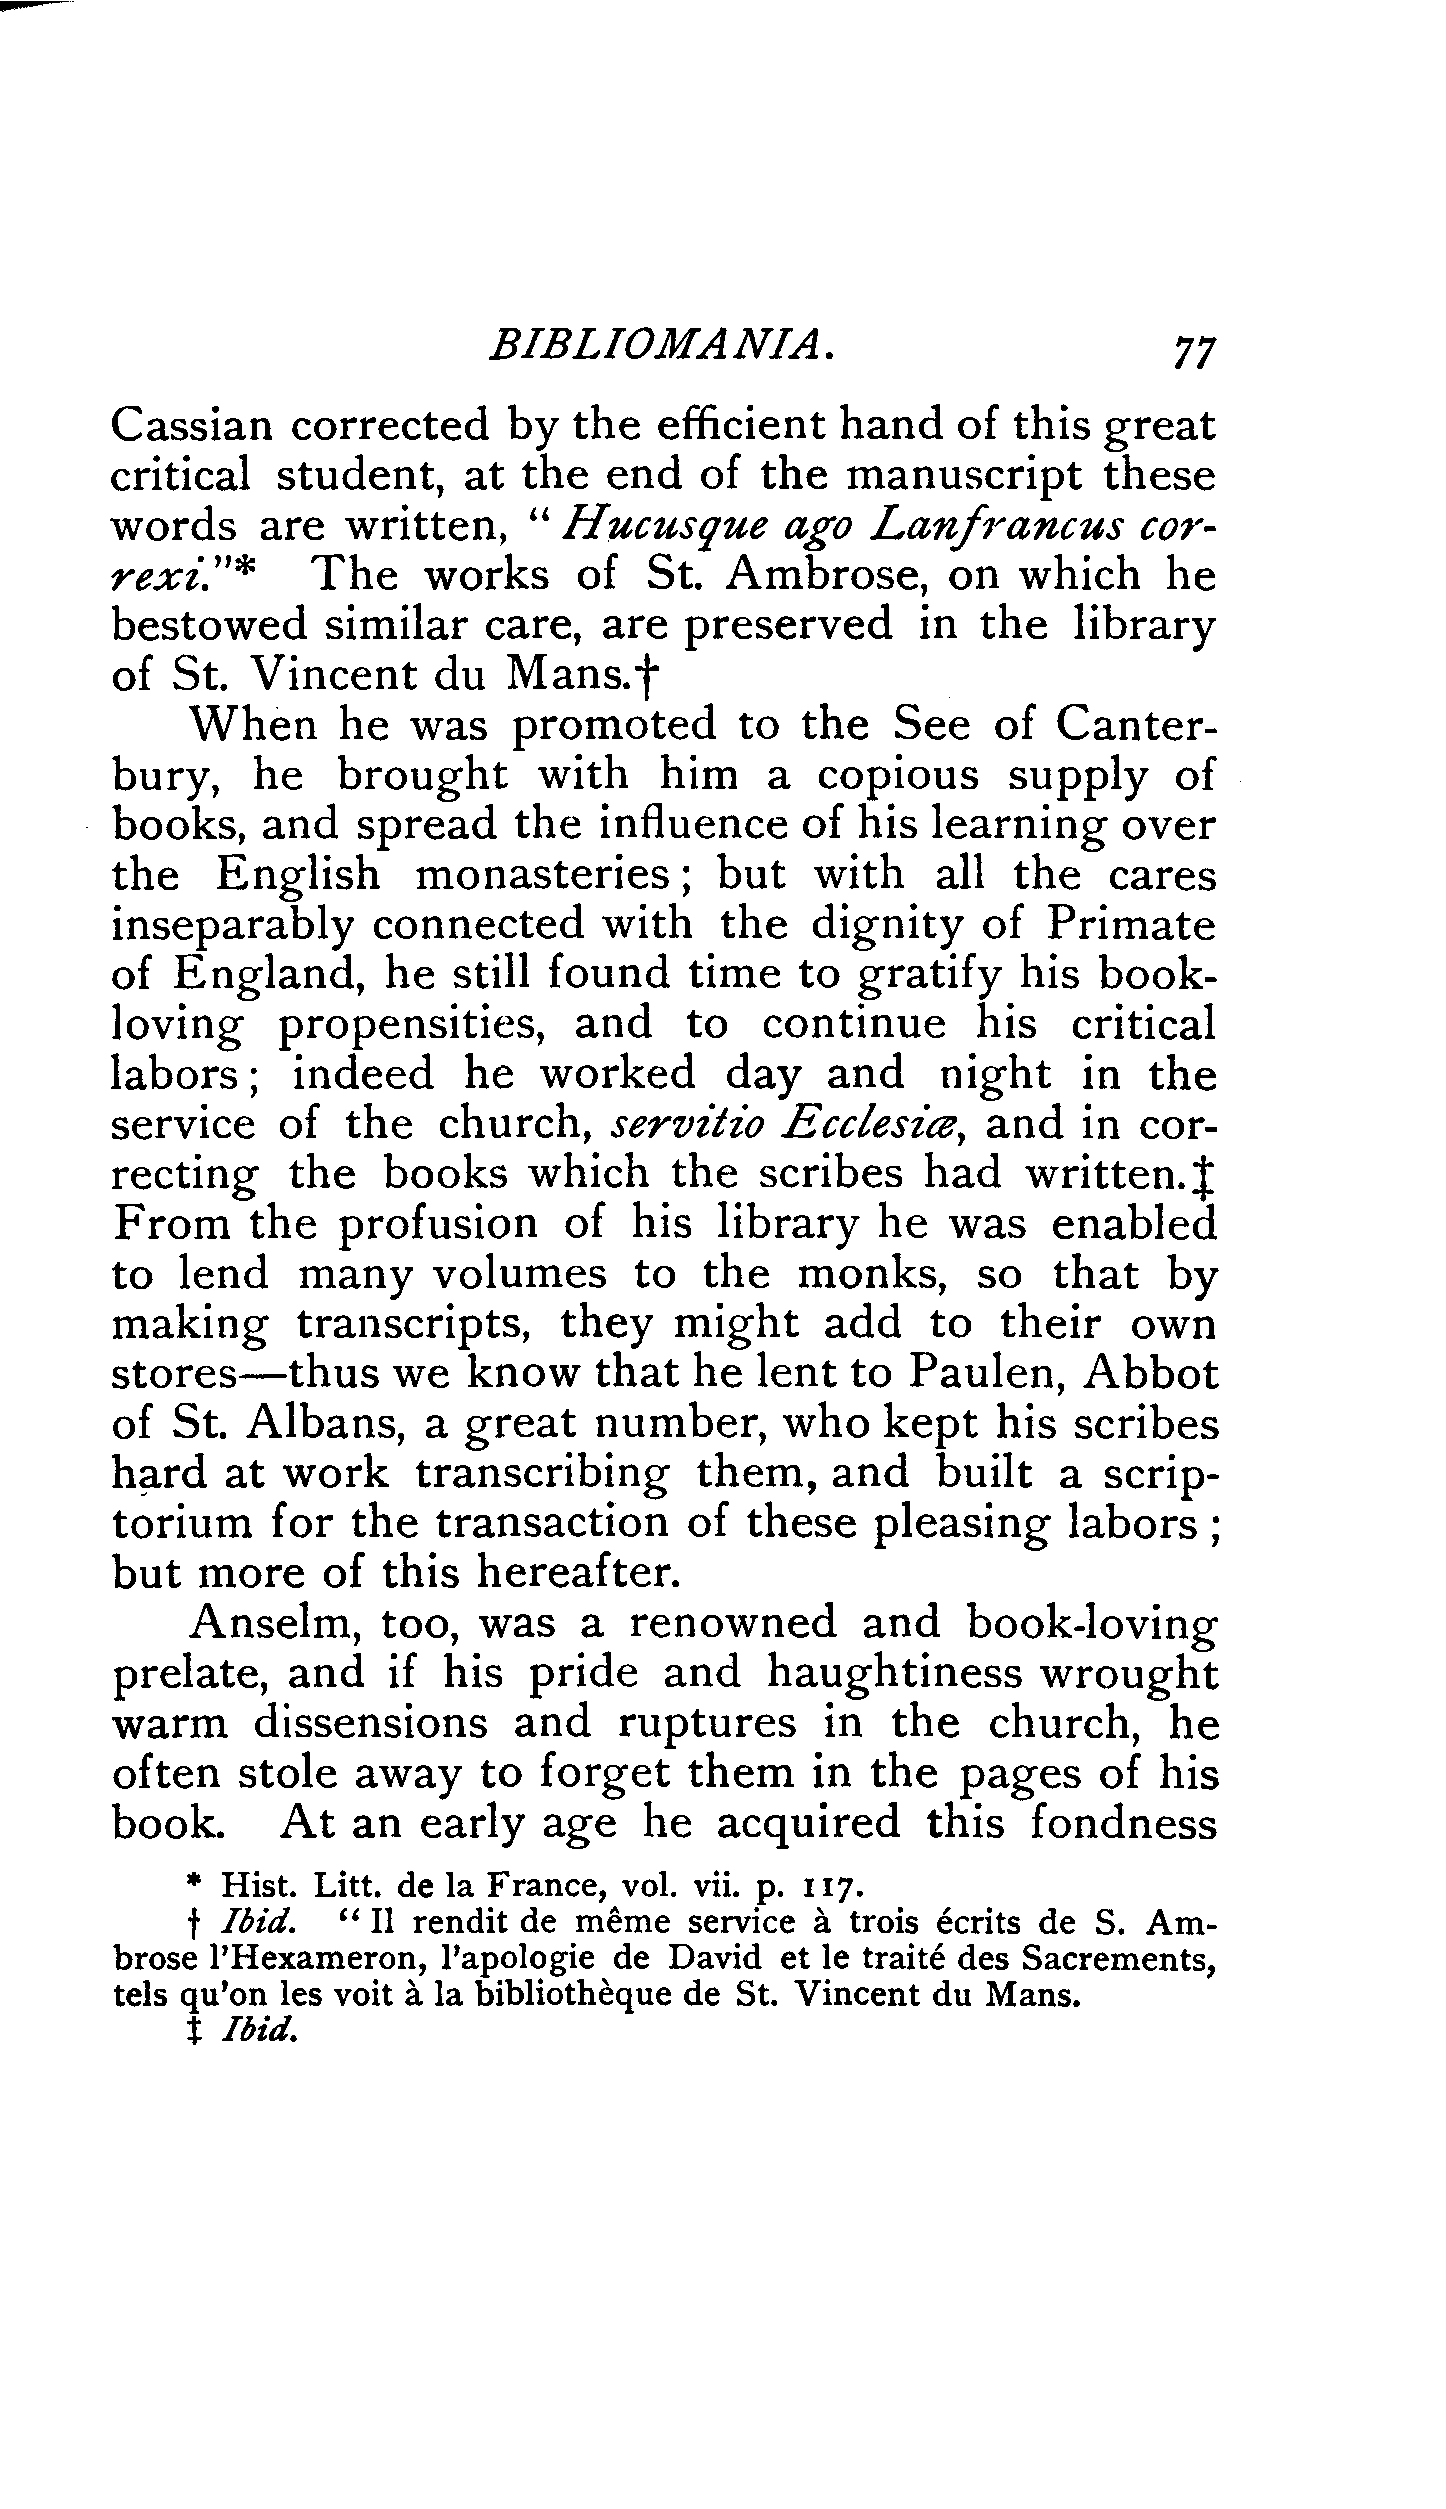 BIBLIOMANIA. 77
Cassian corrected by the efficient hand of this great
critical student, at the end of the manuscript these
words are written, “ Hucusque ago Lanfrancus cor-
rexi.”* The works of St. Ambrose, on which he
bestowed similar care, are preserved in the library
of St. Vincent du Mans.†
When he was promoted to the See of Canter-
bury, he brought with him a copious supply of
books, and spread the influence of his learning over
the English monasteries ; but with all the cares
inseparably connected with the dignity of Primate
of England, he still found time to gratify his book-
loving propensities, and to continue his critical
labors ; indeed he worked day and night in the
service of the church, servitio Ecclesiæ, and in cor-
recting the books which the scribes had written.‡
From the profusion of his library he was enabled
to lend many volumes to the monks, so that by
making transcripts, they might add to their own
stores—thus we know that he lent to Paulen, Abbot
of St. Albans, a great number, who kept his scribes
hard at work transcribing them, and built a scrip-
torium for the transaction of these pleasing labors ;
but more of this hereafter.
Anselm, too, was a renowned and book-loving
prelate, and if his pride and haughtiness wrought
warm dissensions and ruptures in the church, he
often stole away to forget them in the pages of his
book. At an early age he acquired this fondness
* Hist. Litt. de la France, vol. vii. p. 117.
† Ibid. “ Il rendit de même service à trois écrits de S. Am-
brose l'Hexameron, l'apologie de David et le traité des Sacrements,
tels qu'on les voit à la bibliothèque de St. Vincent du Mans.
‡ Ibid.